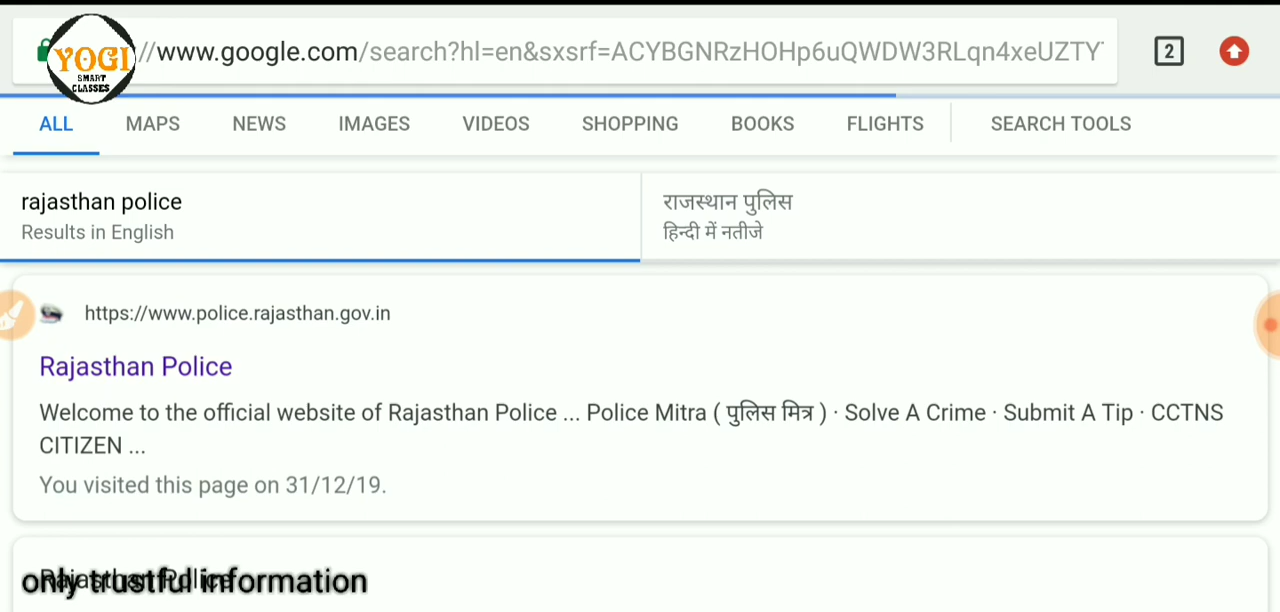 YOGI
SMART
CLASSES
//www.google.com/search?hl=en&sxsrf=ACYBGNRzHOHp6uQWDW3RLqn4xeUZTY
2
ALL MAPS NEWS IMAGES VIDEOS SHOPPING BOOKS FLIGHTS SEARCH TOOLS
rajasthan police
Results in English
राजस्थान पुलिस
हिन्दी में नतीजे
https://www.police.rajasthan.gov.in
Rajasthan Police
Welcome to the official website of Rajasthan Police ... Police Mitra ( पुलिस मित्र ) · Solve A Crime · Submit A Tip · CCTNS
CITIZEN ...
You visited this page on 31/12/19.
Rajasthan Police
only trustful information